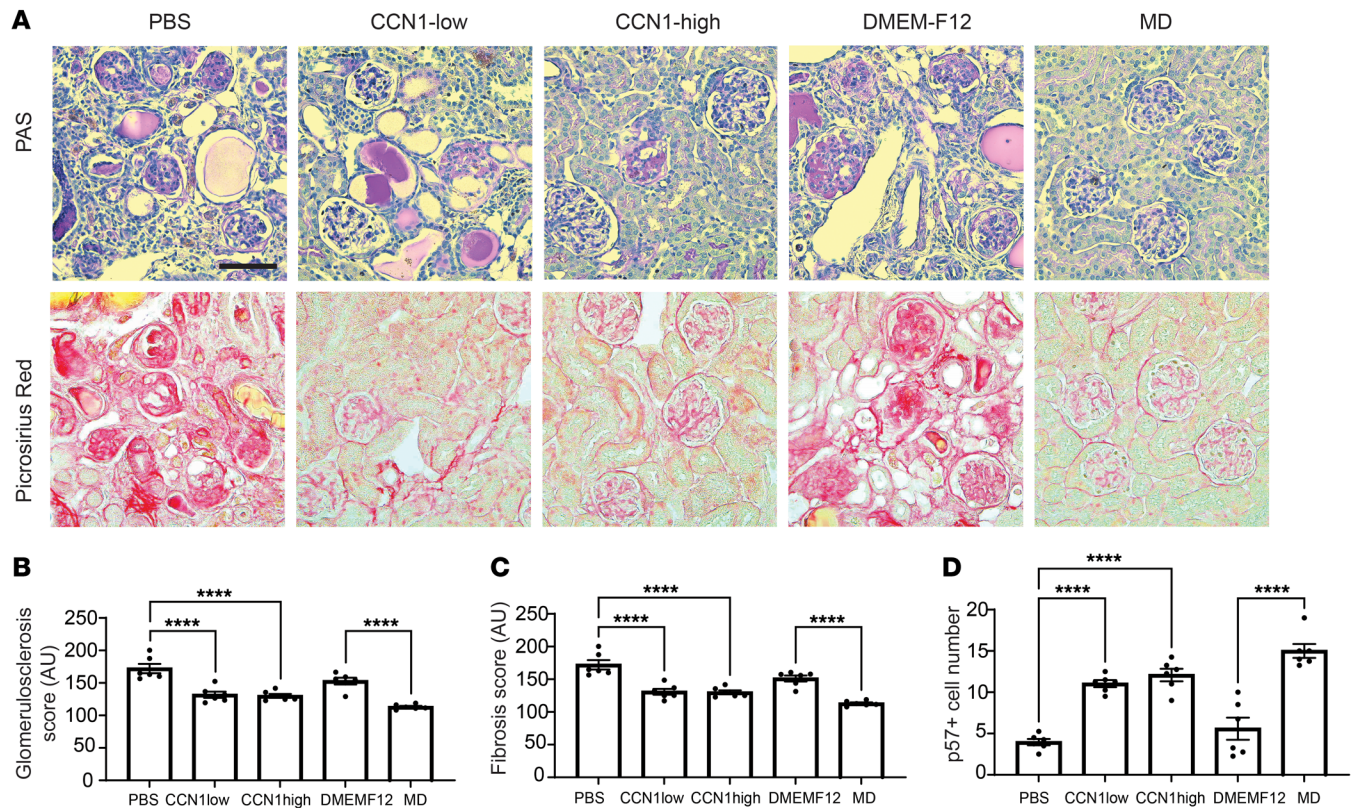 A
PBS
CCN1-low
CCN1-high
DMEM-F12
MD
PAS
Picrosirius Red
B
Glomerulosclerosis
score (AU)
250
200
150
100
50
0
****
****
****
PBS
CCN1low
CCN1high
DMEMF12
MD
C
Fibrosis score (AU)
250
200
150
100
50
0
****
****
****
PBS
CCN1low
CCN1high
DMEMF12
MD
D
p57+ cell number
20
15
10
5
0
****
****
****
PBS
CCN1low
CCN1high
DMEMF12
MD